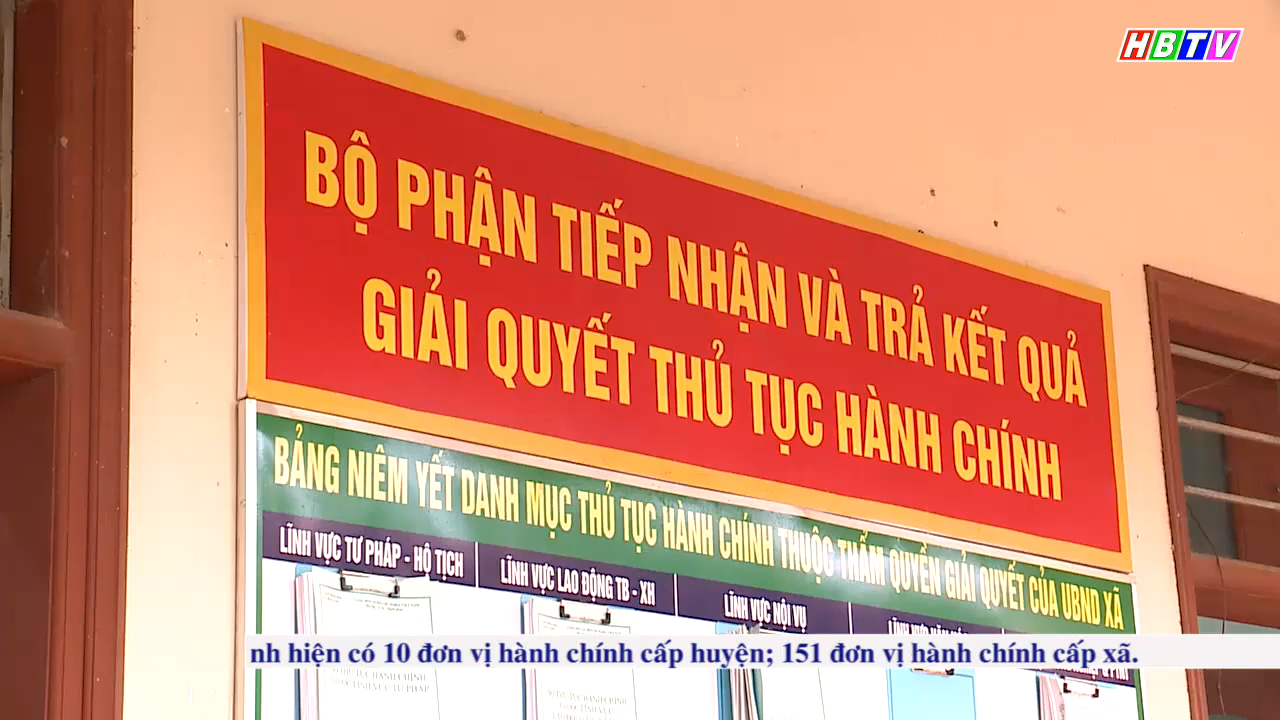 HBTV
BỘ PHẬN TIẾP NHẬN VÀ TRẢ KẾT QUẢ
GIẢI QUYẾT THỦ TỤC HÀNH CHÍNH
BẢNG NIÊM YẾT DANH MỤC THỦ TỤC HÀNH CHÍNH THUỘC THẨM QUYỀN GIẢI QUYẾT CỦA UBND XÃ
LĨNH VỰC TƯ PHÁP - HỘ TỊCH
LĨNH VỰC LAO ĐỘNG TB - XH
LĨNH VỰC NỘI VỤ
nh hiện có 10 đơn vị hành chính cấp huyện; 151 đơn vị hành chính cấp xã.